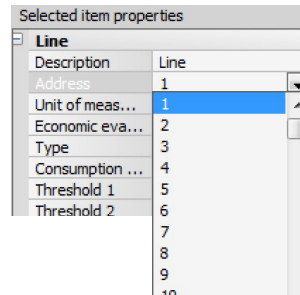 Selected item properties
Line
Description Line
Address 1
Unit of meas... 1
Economic eva... 2
Type 3
Consumption ... 4
Threshold 1 5
Threshold 2 6
7
8
9
10